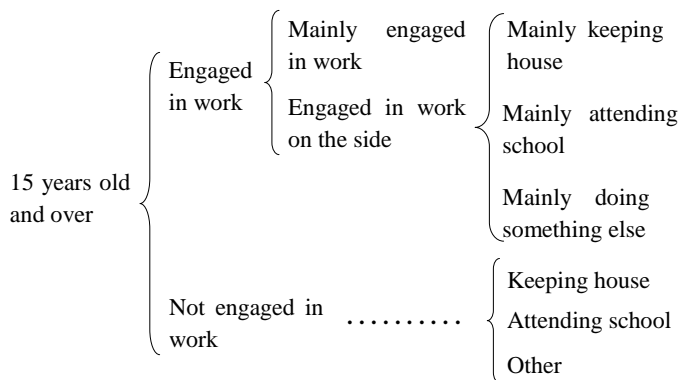 15 years old
and over
Engaged
in work
Mainly engaged
in work
Engaged in work
on the side
Mainly keeping
house
Mainly attending
school
Mainly doing
something else
Not engaged in
work
..........
Keeping house
Attending school
Other